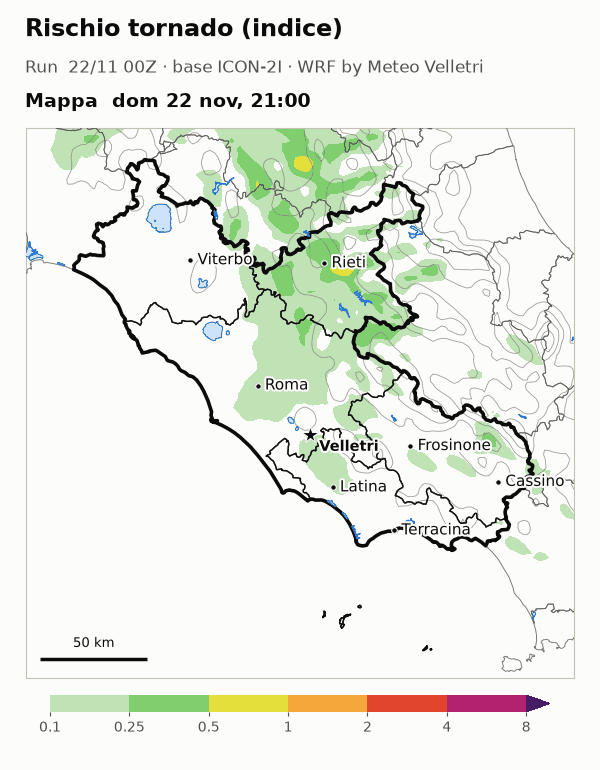 Rischio tornado (indice)
Run  22/11 00Z · base ICON-2I · WRF by Meteo Velletri
Mappa  dom 22 nov, 21:00
Viterbo
Rieti
Roma
Velletri
Frosinone
Latina
Cassino
Terracina
50 km
0.1
0.25
0.5
1
2
4
8